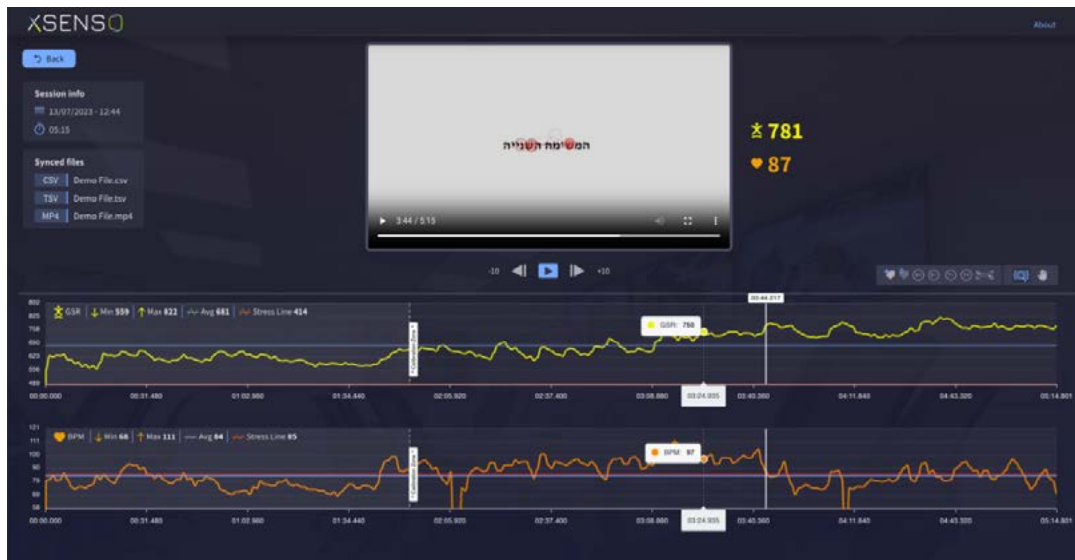 XSENSO
About
Back
Session info
13/07/2023 - 12:44
05:15
Synced files
CSV Demo File.csv
TSV Demo File.tsv
MP4 Demo File.mp4
המשימה השנייה
3:44 / 5:15
781
87
-10 +10
03:44.217
GSR Min 559 Max 822 Avg 681 Stress Line 414
GSR: 750
Calibration Zone
00:00.000 00:31.480 01:02.960 01:34.440 02:05.920 02:37.400 03:08.880 03:24.935 03:40.360 04:11.840 04:43.320 05:14.801
BPM Min 68 Max 111 Avg 84 Stress Line 85
BPM: 97
Calibration Zone
00:00.000 00:31.480 01:02.960 01:34.440 02:05.920 02:37.400 03:08.880 03:24.935 03:40.360 04:11.840 04:43.320 05:14.801